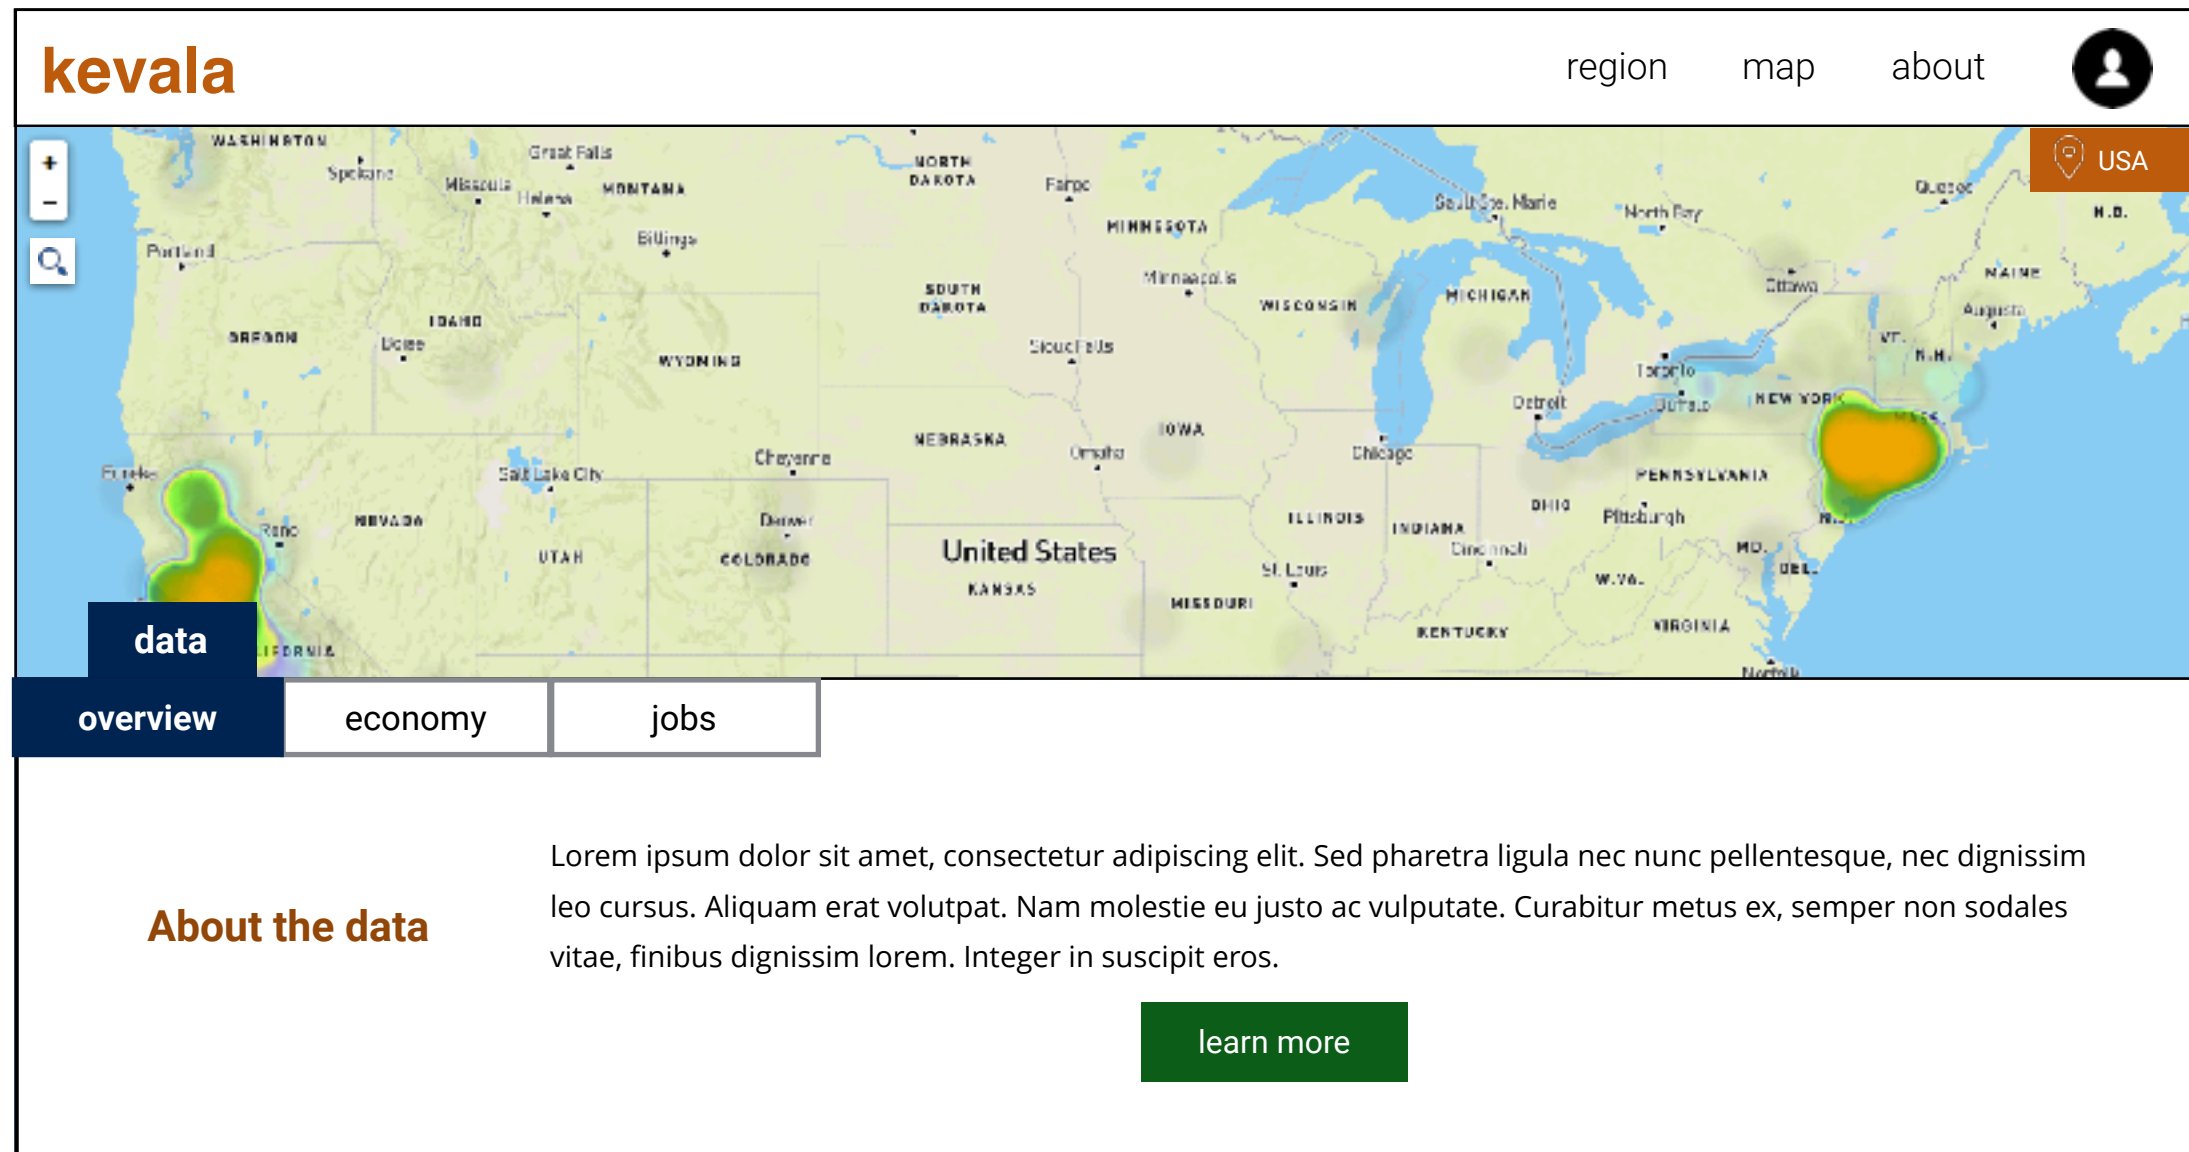 kevala
region map about
USA
+
-
WASHINGTON
Spokane
Great Falls
Missoula
Helena
MONTANA
NORTH
DAKOTA
Fargo
Sault Ste. Marie
North Bay
Quebec
N.B.
MINNESOTA
Billings
Portland
Minneapolis
SOUTH
DAKOTA
WISCONSIN
MICHIGAN
Ottawa
MAINE
Augusta
OREGON
IDAHO
Boise
WYOMING
Sioux Falls
Toronto
VT.
N.H.
Detroit
Buffalo
NEW YORK
MASS.
NEBRASKA
IOWA
Omaha
Chicago
Cheyenne
Eureka
Salt Lake City
PENNSYLVANIA
Reno
NEVADA
Denver
ILLINOIS
INDIANA
OHIO
Pittsburgh
UTAH
COLORADO
United States
KANSAS
St. Louis
Cincinnati
MD.
DEL.
W.VA.
MISSOURI
KENTUCKY
VIRGINIA
Norfolk
data
LIFORNIA
overview economy jobs
About the data
Lorem ipsum dolor sit amet, consectetur adipiscing elit. Sed pharetra ligula nec nunc pellentesque, nec dignissim
leo cursus. Aliquam erat volutpat. Nam molestie eu justo ac vulputate. Curabitur metus ex, semper non sodales
vitae, finibus dignissim lorem. Integer in suscipit eros.
learn more